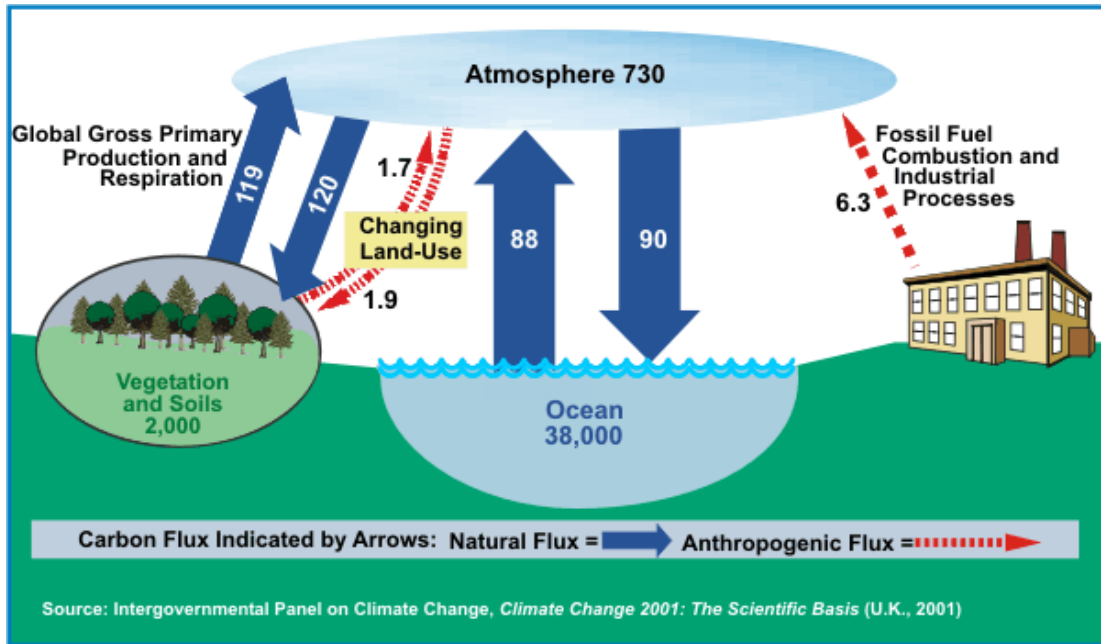 Atmosphere 730
Global Gross Primary
Production and
Respiration
119
120
1.7
Changing
Land-Use
1.9
88
90
Fossil Fuel
Combustion and
Industrial
Processes
6.3
Vegetation
and Soils
2,000
Ocean
38,000
Carbon Flux Indicated by Arrows: Natural Flux = Anthropogenic Flux =
Source: Intergovernmental Panel on Climate Change, Climate Change 2001: The Scientific Basis (U.K., 2001)